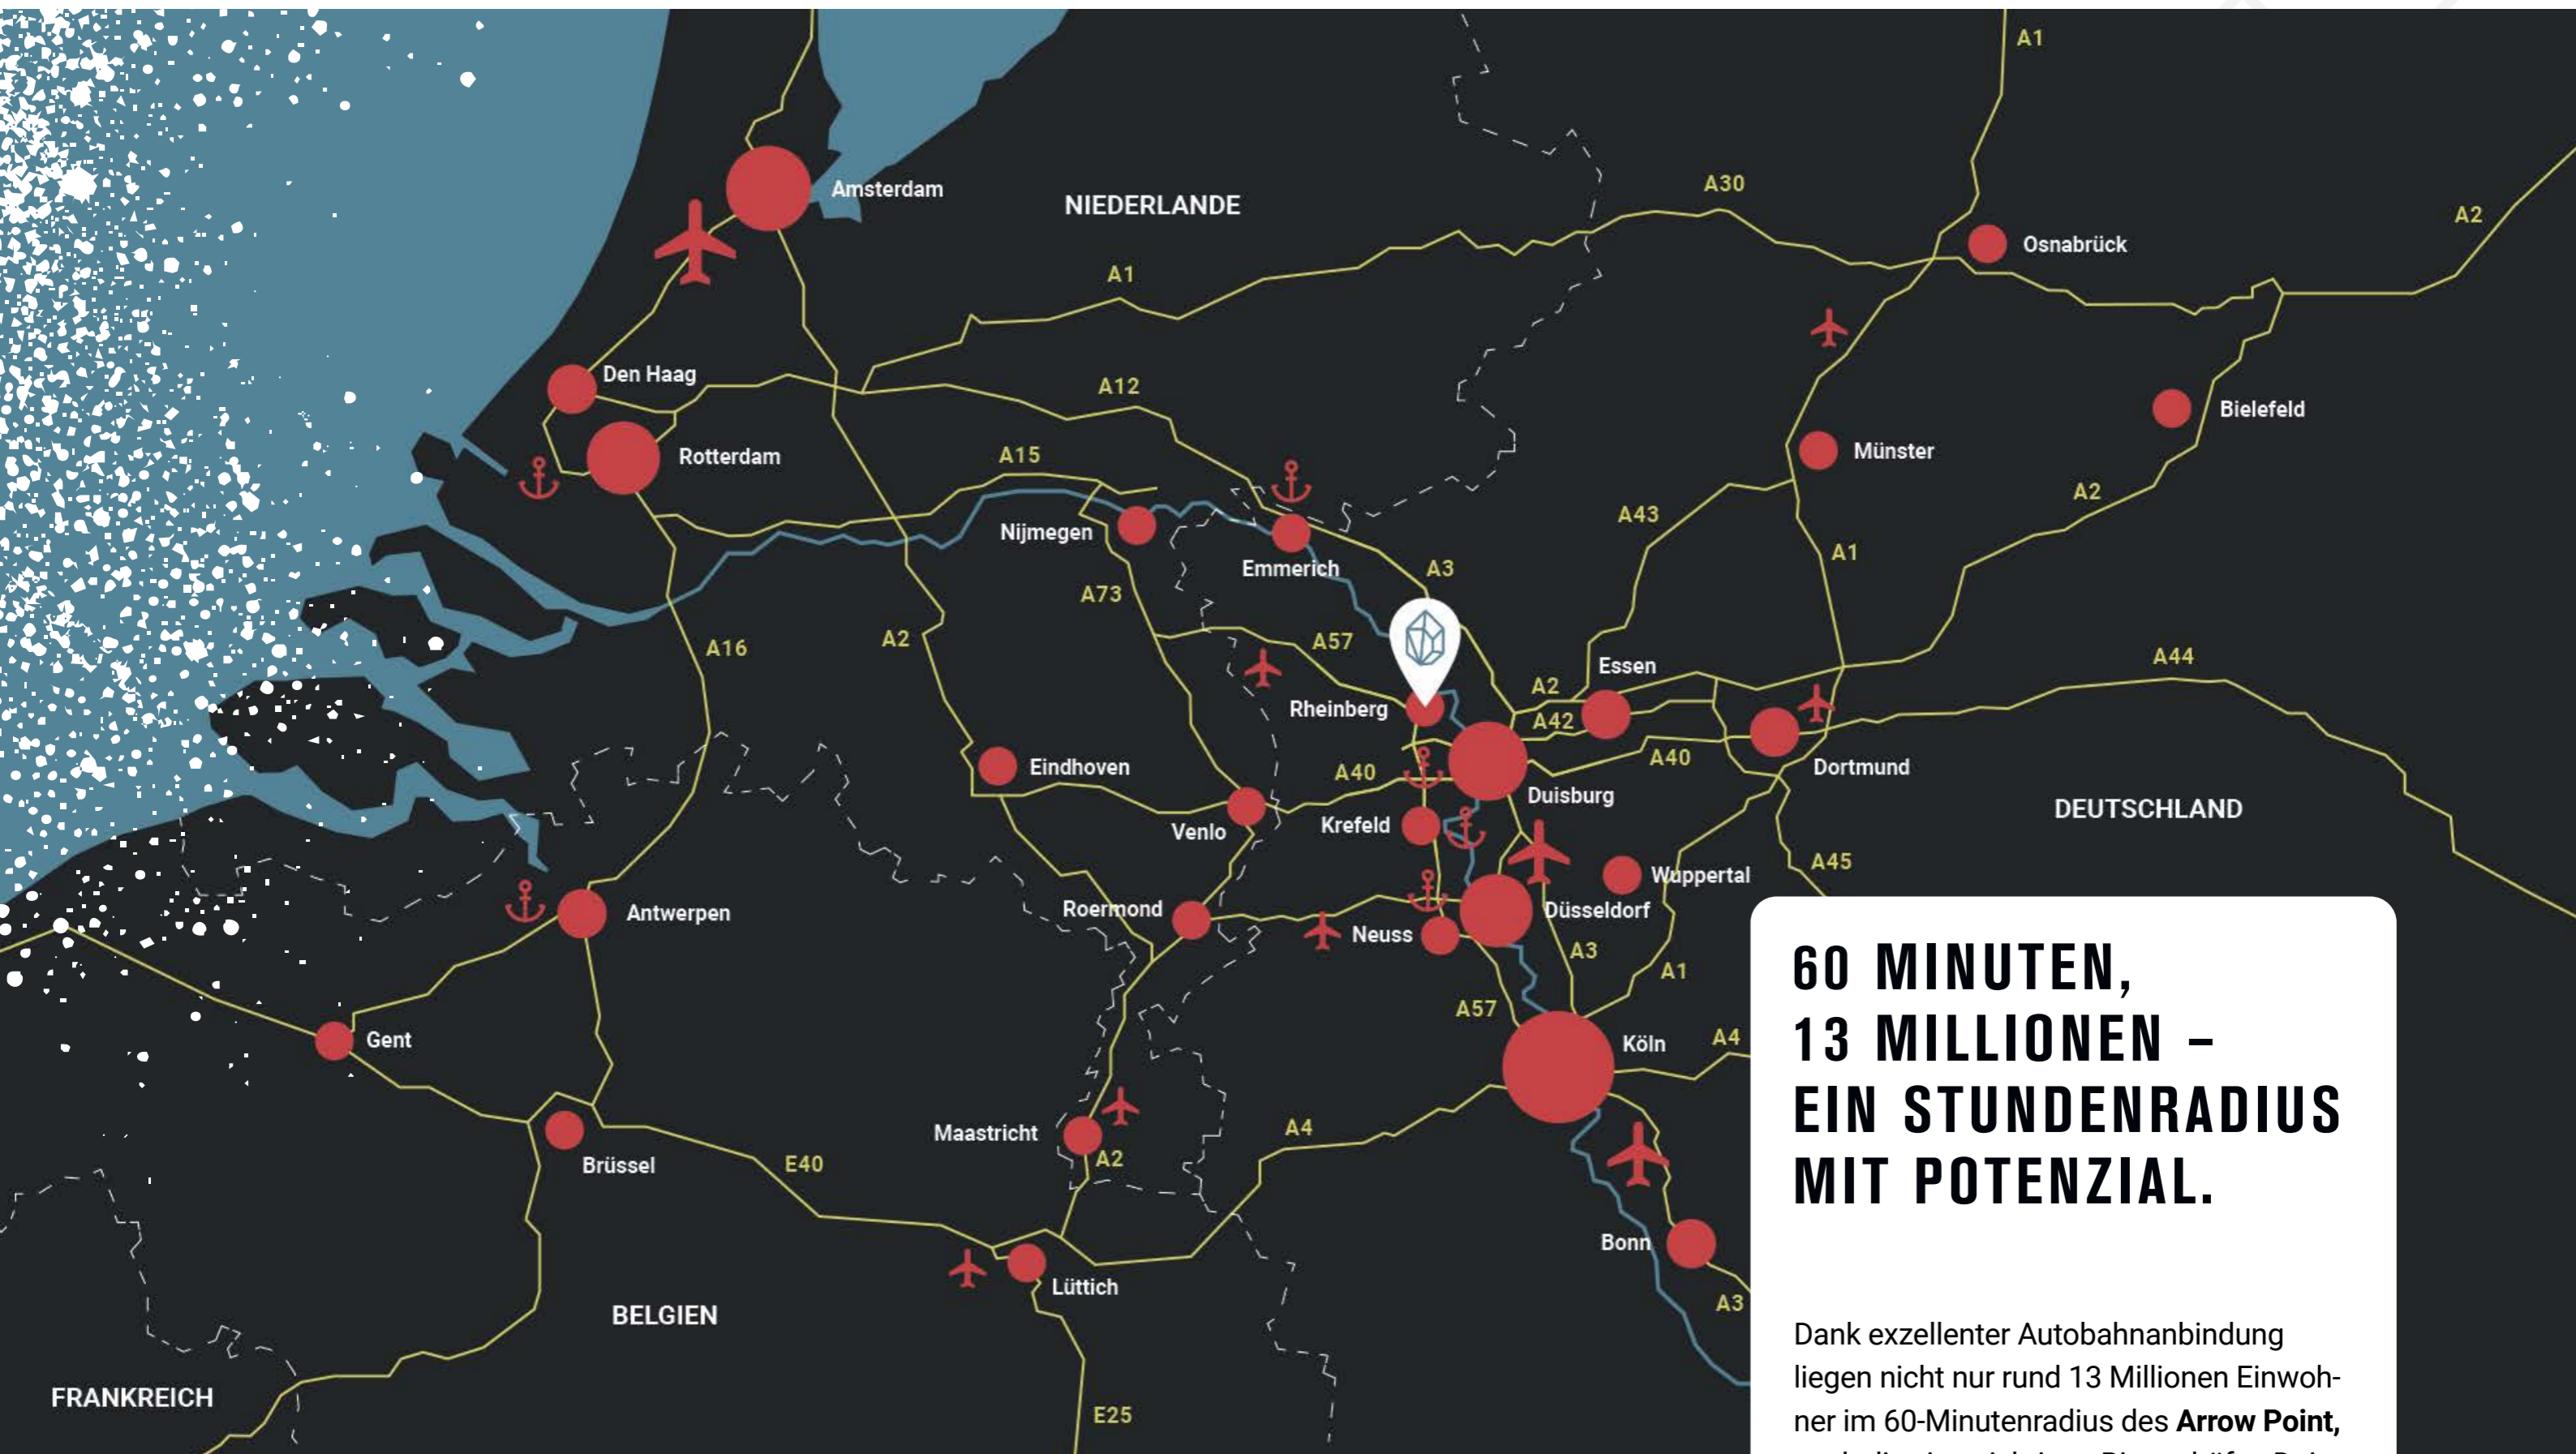 A1
A30
A2
Amsterdam
NIEDERLANDE
Osnabrück
A1
Den Haag
A12
Bielefeld
Rotterdam
A15
Münster
A2
A43
Nijmegen
A1
Emmerich
A3
A73
A2
A16
A57
Essen
A44
A2
Rheinberg
A42
A40
Eindhoven
A40
Dortmund
Duisburg
DEUTSCHLAND
Krefeld
Venlo
A45
Wuppertal
Roermond
Düsseldorf
Antwerpen
Neuss
A3
A1
A57
Gent
Köln
A4
Maastricht
A4
A2
Brüssel
E40
Bonn
Lüttich
A3
BELGIEN
FRANKREICH
E25
60 MINUTEN,
13 MILLIONEN –
EIN STUNDENRADIUS
MIT POTENZIAL.
Dank exzellenter Autobahnanbindung
liegen nicht nur rund 13 Millionen Einwoh-
ner im 60-Minutenradius des Arrow Point,